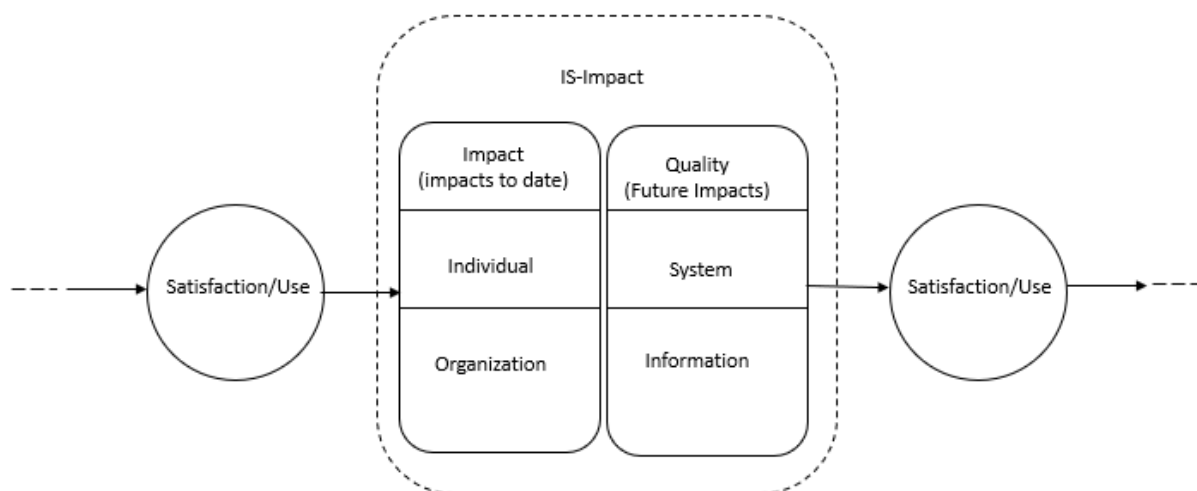 IS-Impact
Impact
(impacts to date)
Quality
(Future Impacts)
Satisfaction/Use
Individual
System
Satisfaction/Use
Organization
Information